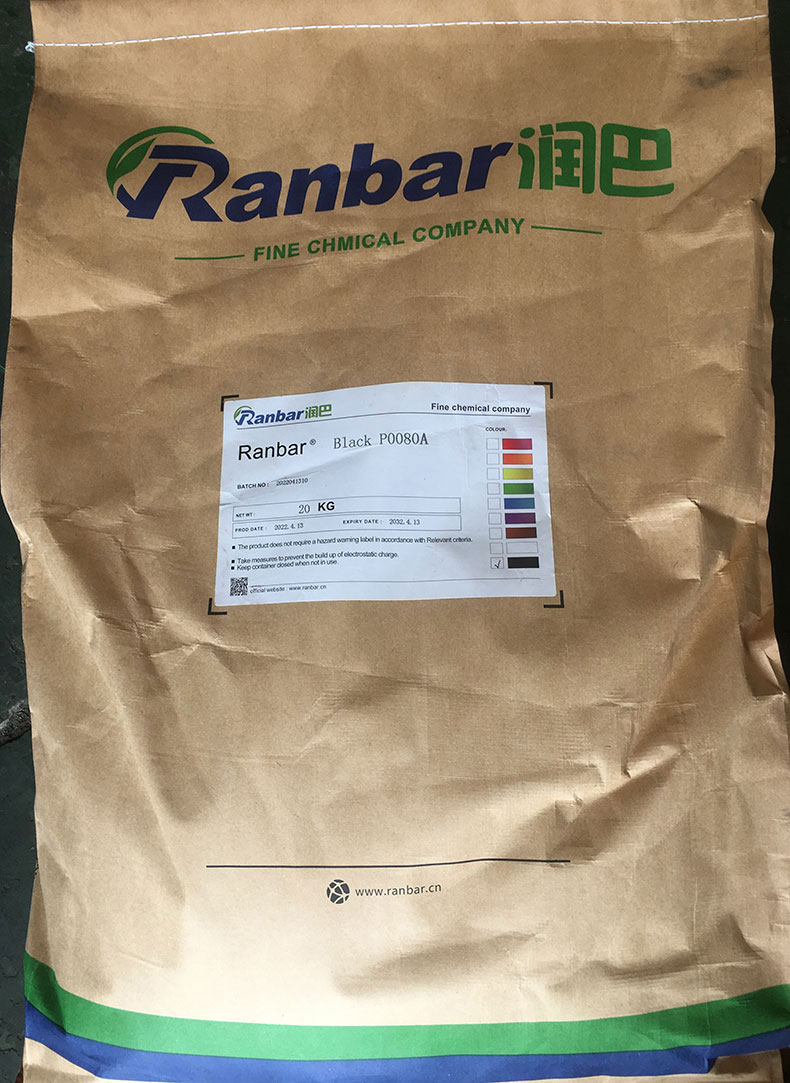 Ranbar润巴
FINE CHMICAL COMPANY
Ranbar润巴 Fine chemical company
COLOUR:
Ranbar® Black P0080A
BATCH NO : 2022041310
NET WT : 20 KG
PROD DATE : 2022.4.13 EXPIRY DATE : 2032.4.13
■ The product does not require a hazard warning label in accordance with Relevant criteria.
■ Take measures to prevent the build up of electrostatic charge.
■ Keep container closed when not in use.
√
official website : www.ranbar.cn
www.ranbar.cn